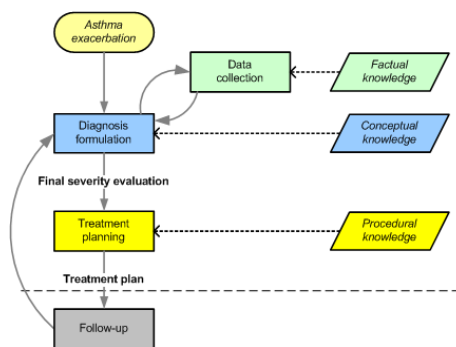 Asthma
exacerbation
Data
collection
Factual
knowledge
Diagnosis
formulation
Conceptual
knowledge
Final severity evaluation
Treatment
planning
Procedural
knowledge
Treatment plan
Follow-up